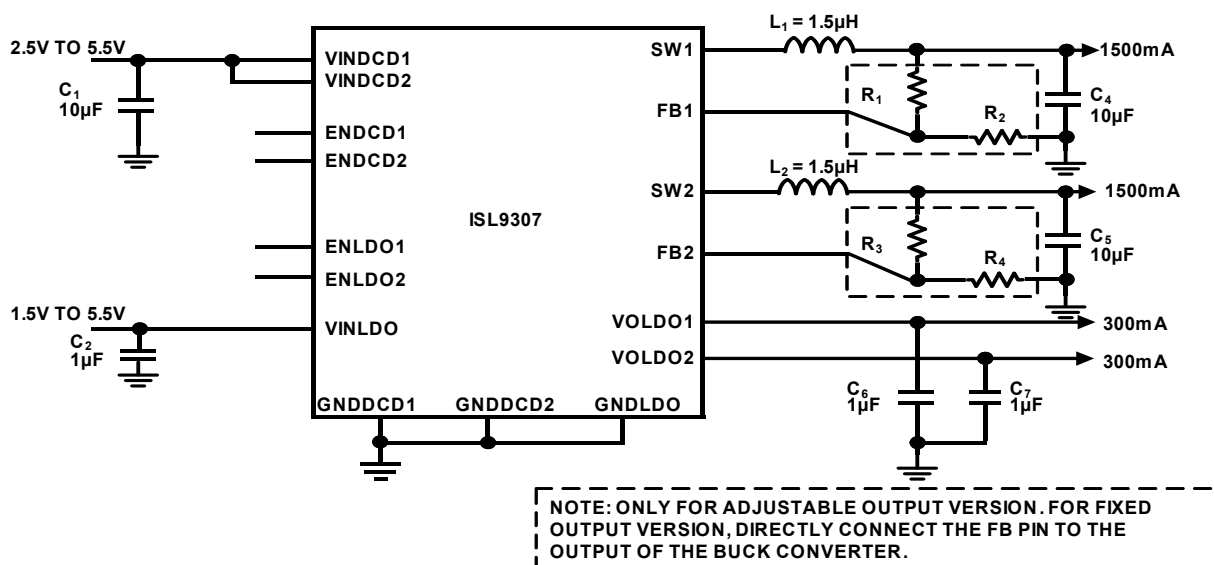 2.5V TO 5.5V
C₁
10µF
VINDCD1
VINDCD2
ENDCD1
ENDCD2
ENLDO1
ENLDO2
1.5V TO 5.5V
C₂
1µF
VINLDO
GNDDCD1
GNDDCD2
GNDLDO
ISL9307
SW1
FB1
SW2
FB2
VOLDO1
VOLDO2
L₁ = 1.5µH
1500mA
R₁
R₂
C₄
10µF
L₂ = 1.5µH
1500mA
R₃
R₄
C₅
10µF
300mA
300mA
C₆
1µF
C₇
1µF
NOTE: ONLY FOR ADJUSTABLE OUTPUT VERSION. FOR FIXED
OUTPUT VERSION, DIRECTLY CONNECT THE FB PIN TO THE
OUTPUT OF THE BUCK CONVERTER.